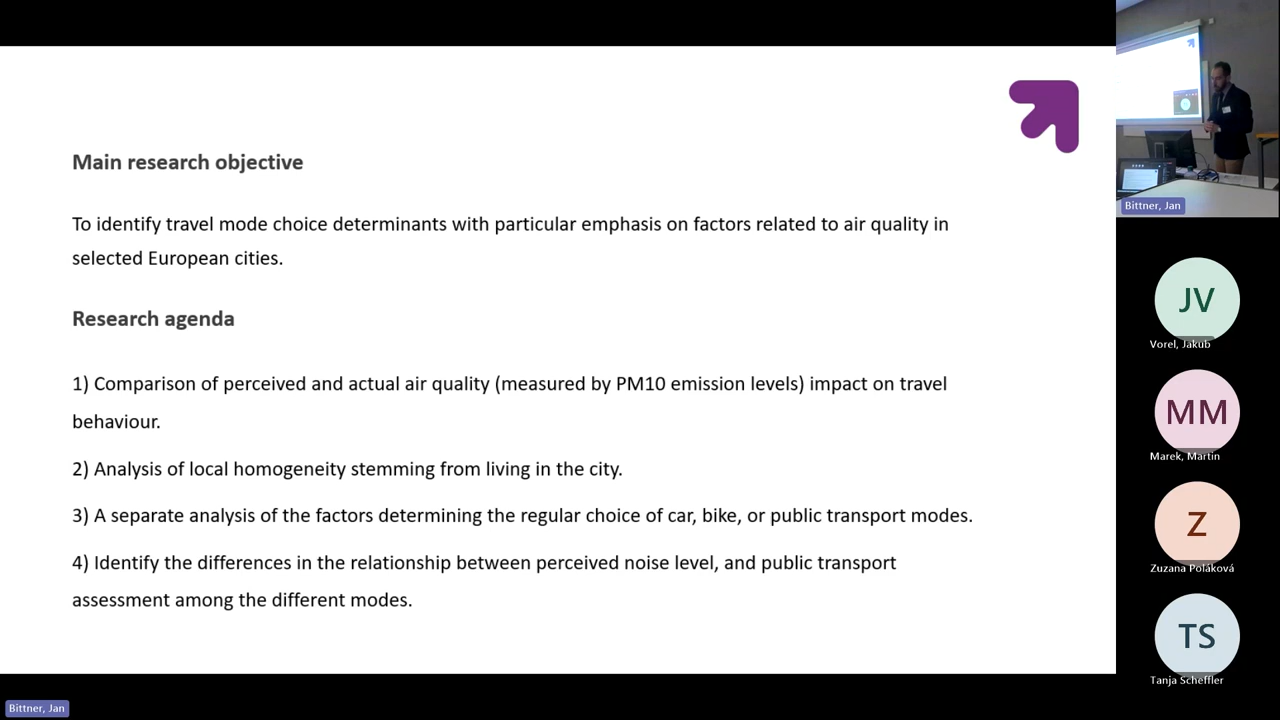 Main research objective
To identify travel mode choice determinants with particular emphasis on factors related to air quality in
selected European cities.
Research agenda
1) Comparison of perceived and actual air quality (measured by PM10 emission levels) impact on travel
behaviour.
2) Analysis of local homogeneity stemming from living in the city.
3) A separate analysis of the factors determining the regular choice of car, bike, or public transport modes.
4) Identify the differences in the relationship between perceived noise level, and public transport
assessment among the different modes.
Bittner, Jan
JV
Vorel, Jakub
MM
Marek, Martin
Z
Zuzana Poláková
TS
Tanja Scheffler
Bittner, Jan